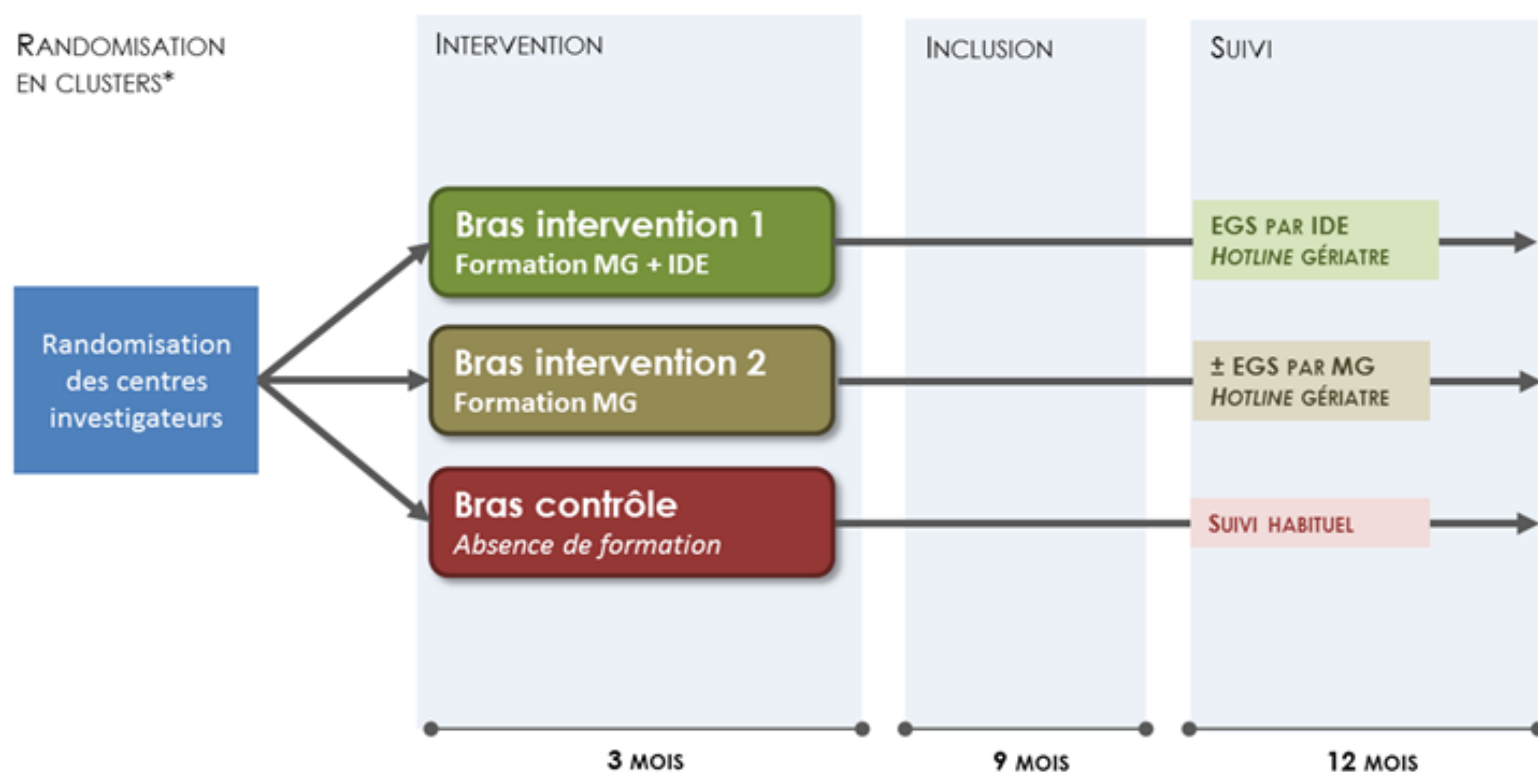 RANDOMISATION
EN CLUSTERS*
INTERVENTION
INCLUSION
SUIVI
Randomisation
des centres
investigateurs
Bras intervention 1
Formation MG + IDE
EGS PAR IDE
HOTLINE GÉRIATRE
Bras intervention 2
Formation MG
± EGS PAR MG
HOTLINE GÉRIATRE
Bras contrôle
Absence de formation
SUIVI HABITUEL
3 MOIS
9 MOIS
12 MOIS